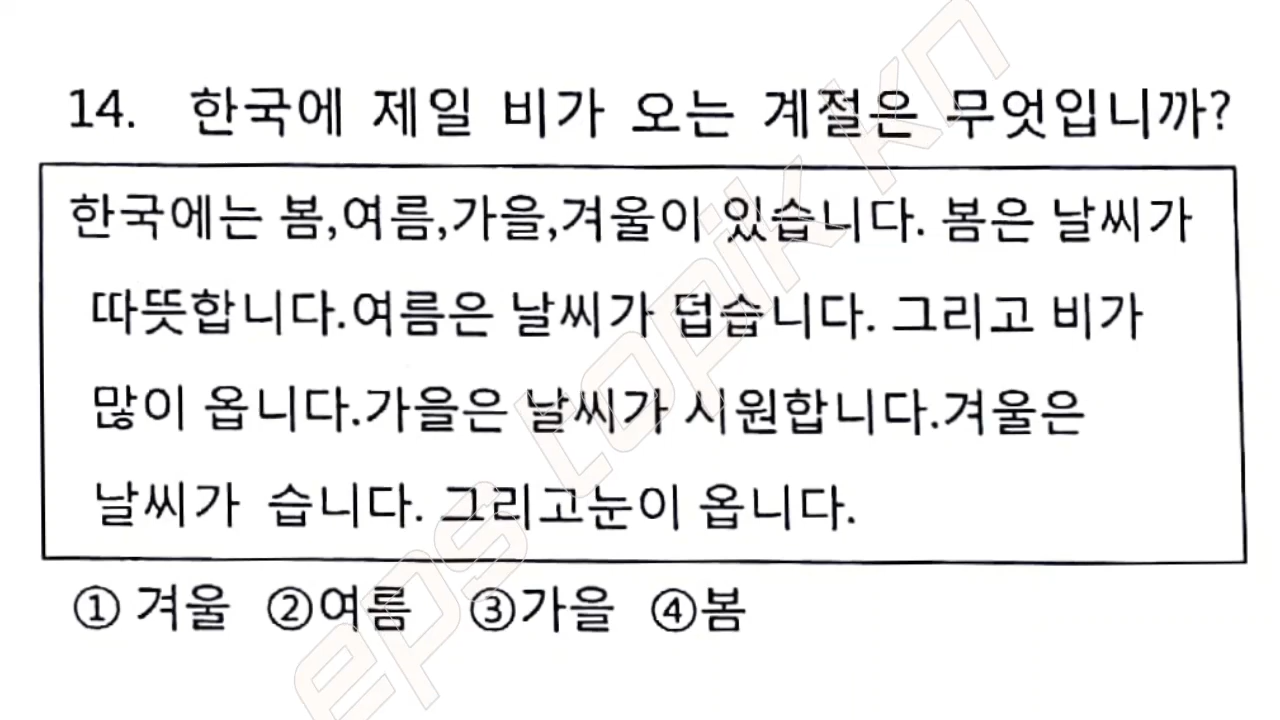 14. 한국에 제일 비가 오는 계절은 무엇입니까?
한국에는 봄,여름,가을,겨울이 있습니다. 봄은 날씨가
따뜻합니다.여름은 날씨가 덥습니다. 그리고 비가
많이 옵니다.가을은 날씨가 시원합니다.겨울은
날씨가 습니다. 그리고눈이 옵니다.
① 겨울 ②여름 ③가을 ④봄
eps topik kn